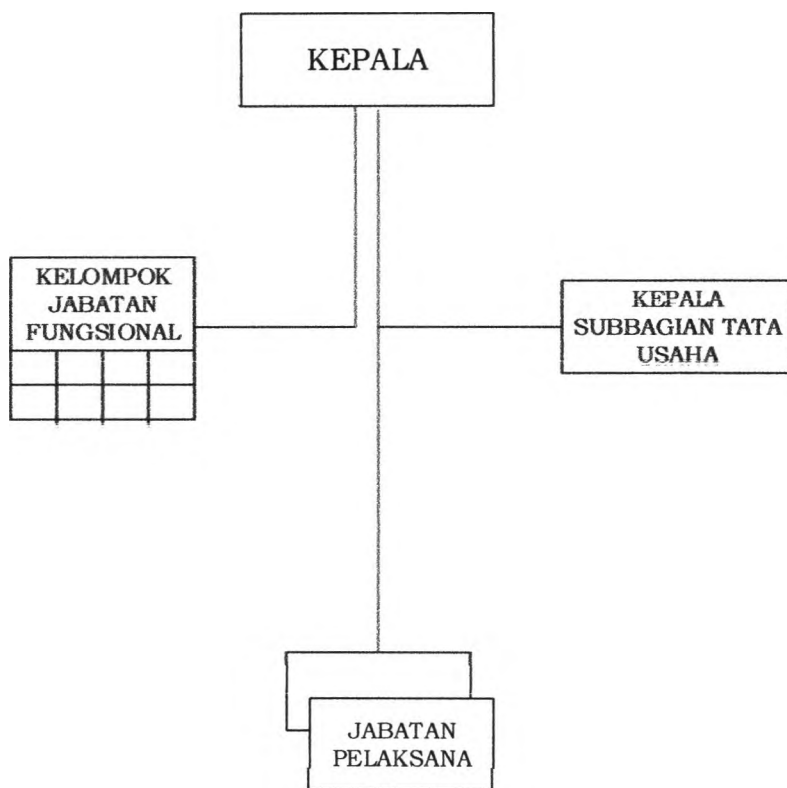 KEPALA
KELOMPOK
JABATAN
FUNGSIONAL
KEPALA
SUBBAGIAN TATA
USAHA
JABATAN
PELAKSANA